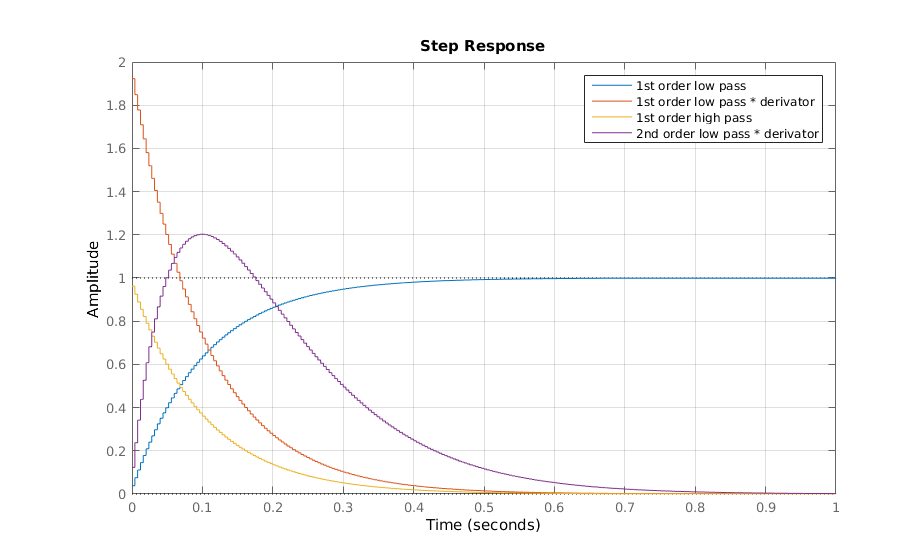 Step Response
2
1.8
1.6
1.4
1.2
1
0.8
0.6
0.4
0.2
0
Amplitude
1st order low pass
1st order low pass * derivator
1st order high pass
2nd order low pass * derivator
0 0.1 0.2 0.3 0.4 0.5 0.6 0.7 0.8 0.9 1
Time (seconds)